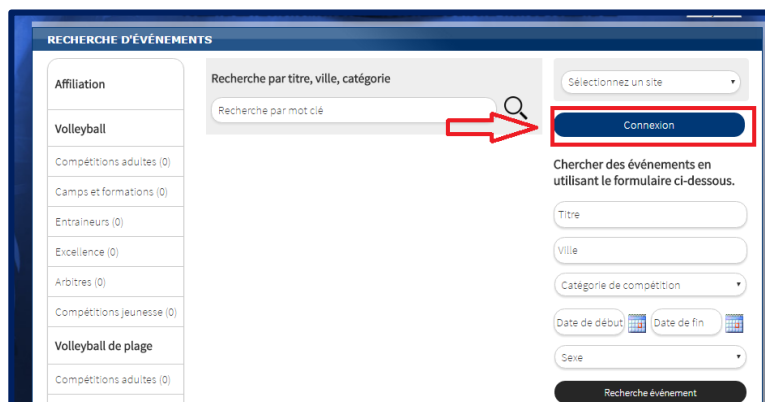 RECHERCHE D'ÉVÉNEMENTS
Affiliation
Volleyball
Compétitions adultes (0)
Camps et formations (0)
Entraineurs (0)
Excellence (0)
Arbitres (0)
Compétitions jeunesse (0)
Volleyball de plage
Compétitions adultes (0)
Recherche par titre, ville, catégorie
Recherche par mot clé
Sélectionnez un site
Connexion
Chercher des événements en
utilisant le formulaire ci-dessous.
Titre
Ville
Catégorie de compétition
Date de début Date de fin
Sexe
Recherche événement